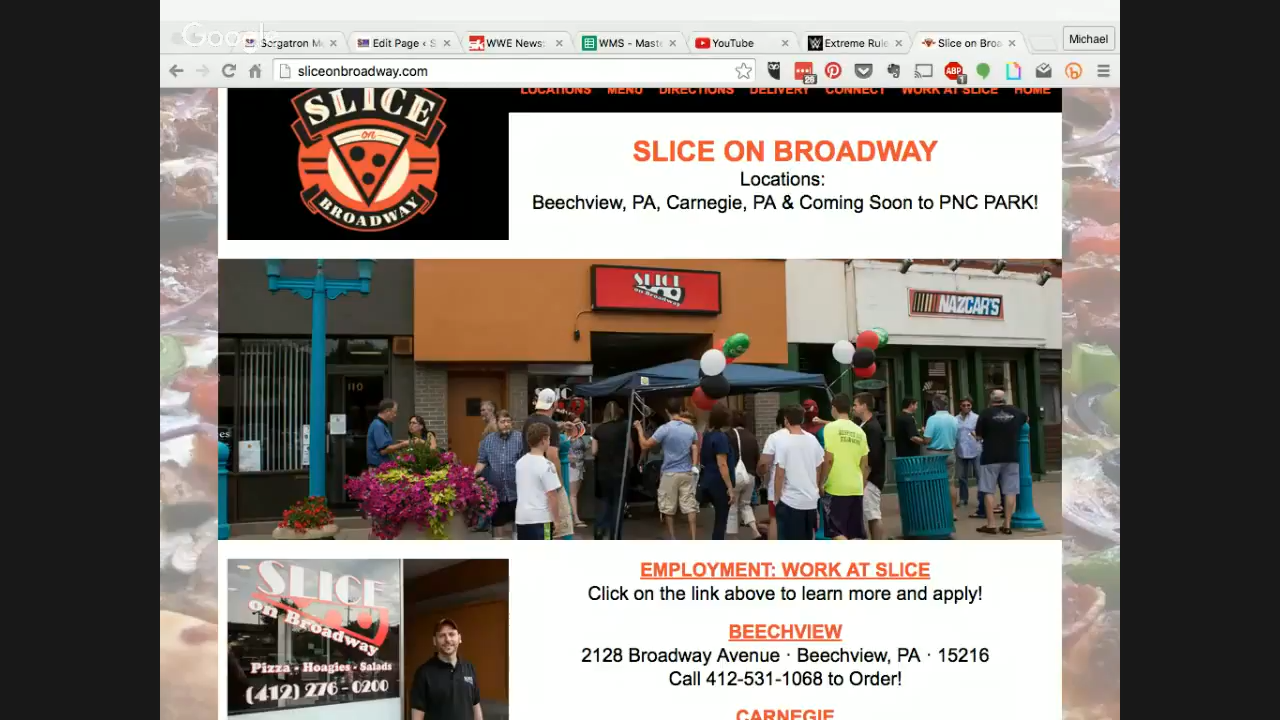 Google
Sorgatron M
Edit Page ‹ S
WWE News:
WMS - Maste
YouTube
Extreme Rule
Slice on Broa
Michael
sliceonbroadway.com
26
ABP
1
LOCATIONS MENU DIRECTIONS DELIVERY CONNECT WORK AT SLICE HOME
SLICE
on
BROADWAY
SLICE ON BROADWAY
Locations:
Beechview, PA, Carnegie, PA & Coming Soon to PNC PARK!
SLICE
on Broadway
NAZCAR'S
110
EMPLOYMENT: WORK AT SLICE
Click on the link above to learn more and apply!
BEECHVIEW
2128 Broadway Avenue · Beechview, PA · 15216
Call 412-531-1068 to Order!
CARNEGIE
SLICE
on Broadway
Pizza - Hoagies - Salads
(412) 276 - 0200